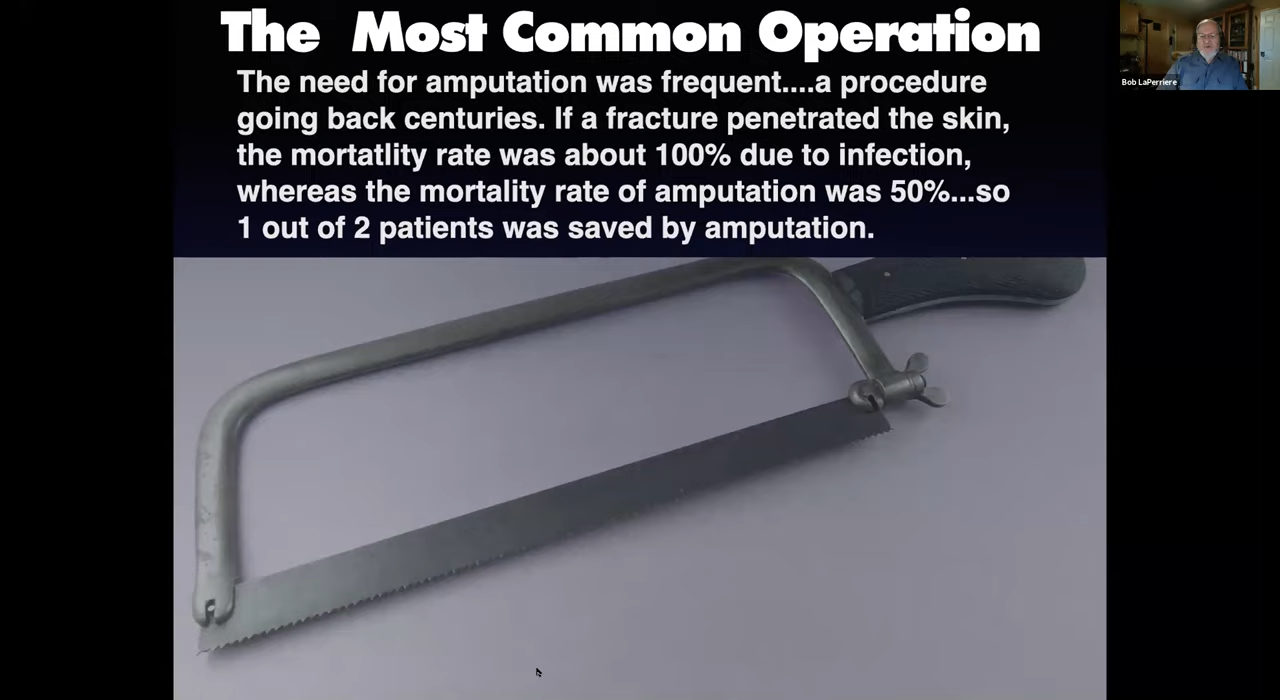 The Most Common Operation
The need for amputation was frequent....a procedure
going back centuries. If a fracture penetrated the skin,
the mortatlity rate was about 100% due to infection,
whereas the mortality rate of amputation was 50%...so
1 out of 2 patients was saved by amputation.
Bob LaPerriere